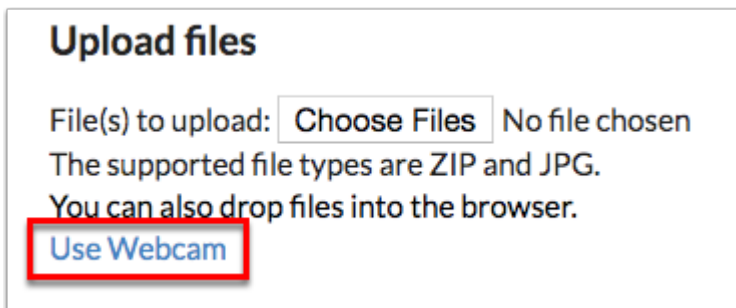 Upload files
File(s) to upload: Choose Files No file chosen
The supported file types are ZIP and JPG.
You can also drop files into the browser.
Use Webcam